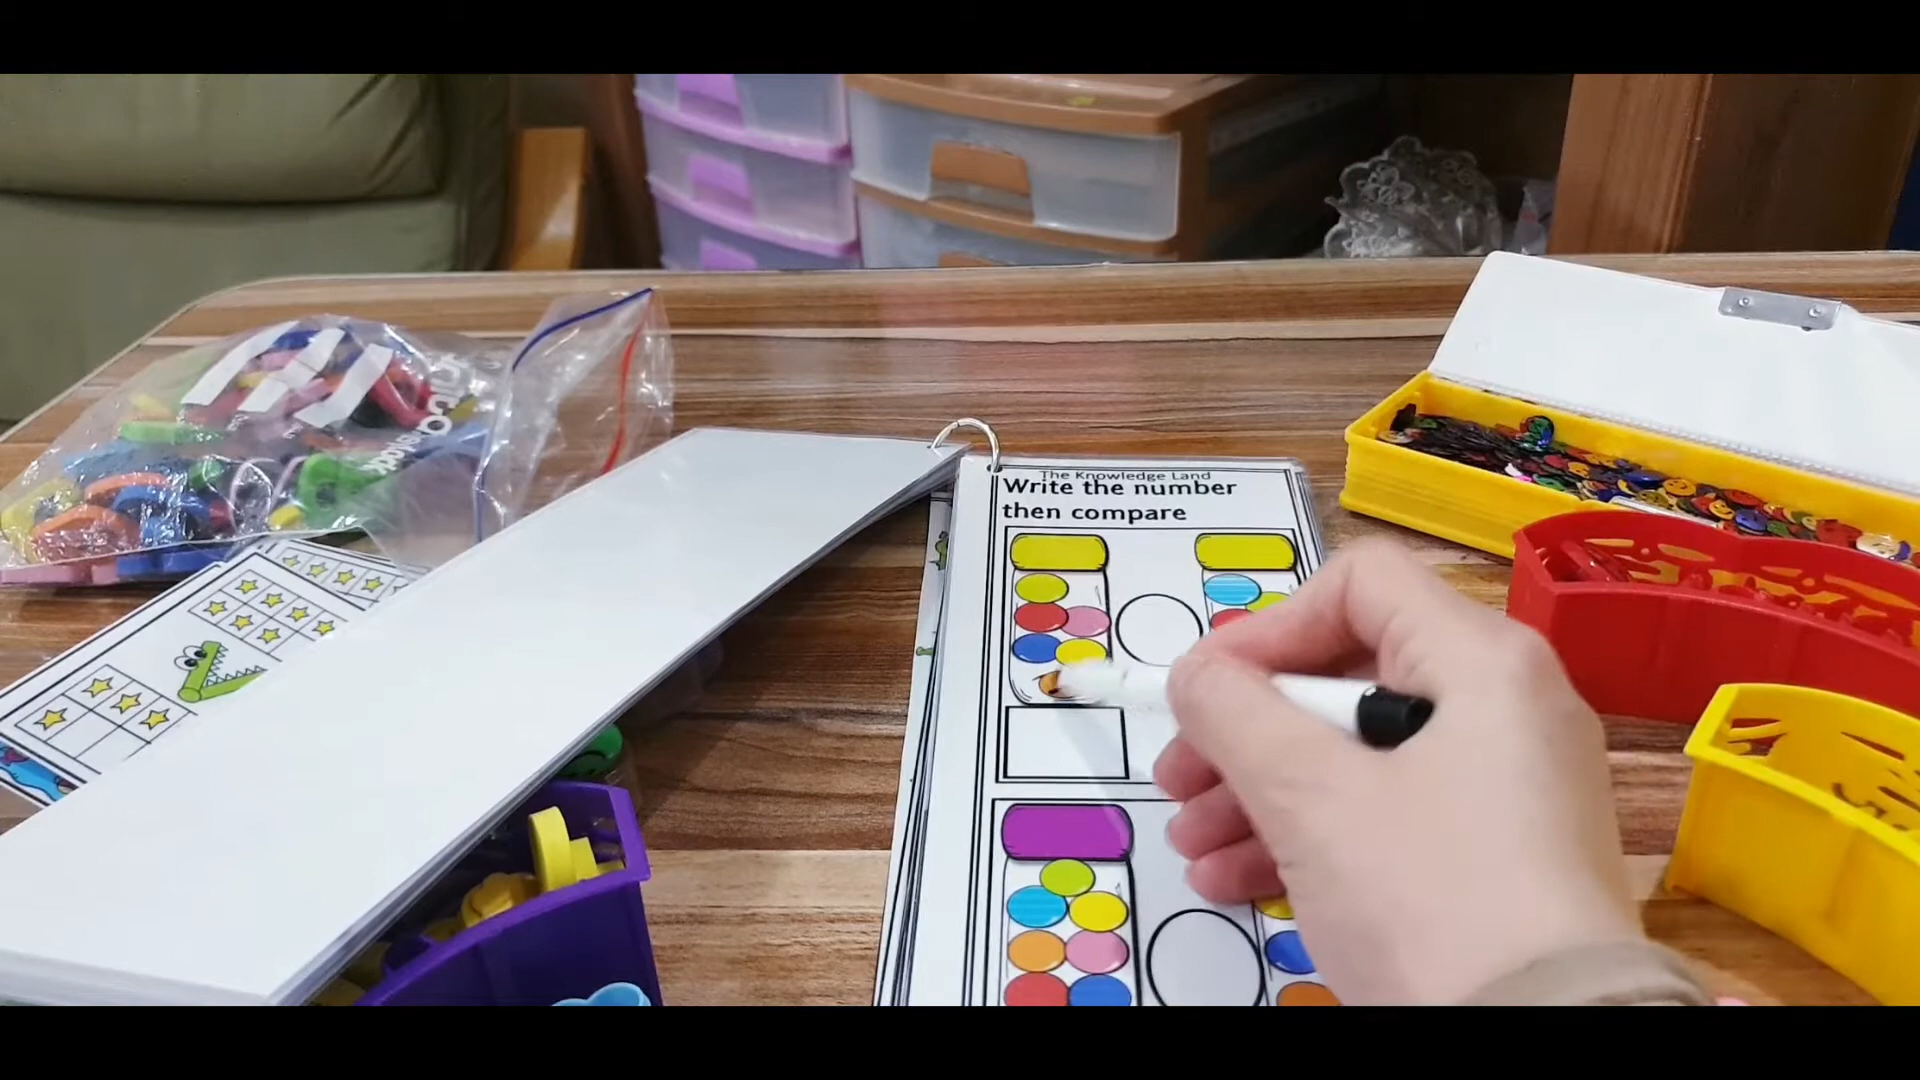 The Knowledge Land
Write the number
then compare